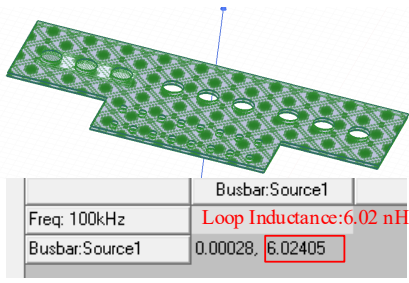 Busbar:Source1
Freq: 100kHz
Loop Inductance:6.02 nH
Busbar:Source1
0.00028, 6.02405